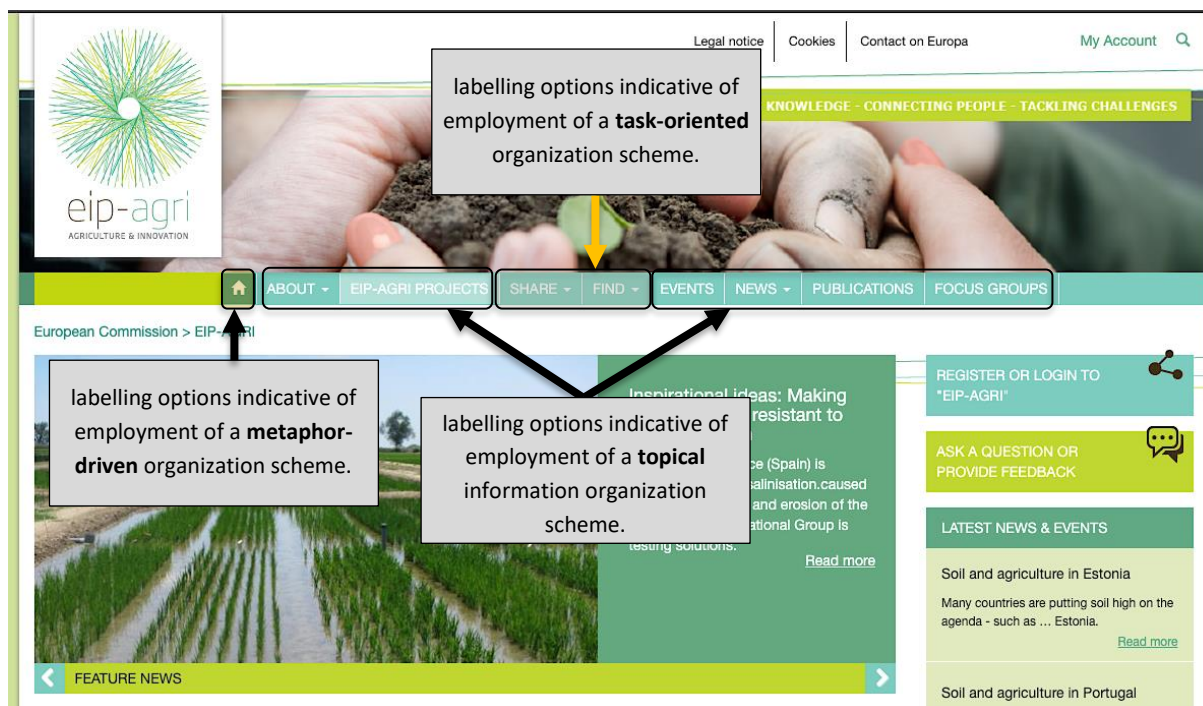 Legal notice
Cookies
Contact on Europa
My Account
KNOWLEDGE - CONNECTING PEOPLE - TACKLING CHALLENGES
eip-agri
AGRICULTURE & INNOVATION
labelling options indicative of
employment of a task-oriented
organization scheme.
ABOUT
EIP-AGRI PROJECTS
SHARE
FIND
EVENTS
NEWS
PUBLICATIONS
FOCUS GROUPS
European Commission > EIP-AGRI
labelling options indicative of
employment of a metaphor-
driven organization scheme.
labelling options indicative of
employment of a topical
information organization
scheme.
Inspirational ideas: Making
resistant to
(Spain) is
salinisation.caused
and erosion of the
ational Group is
testing solutions.
Read more
FEATURE NEWS
REGISTER OR LOGIN TO
"EIP-AGRI"
ASK A QUESTION OR
PROVIDE FEEDBACK
LATEST NEWS & EVENTS
Soil and agriculture in Estonia
Many countries are putting soil high on the
agenda - such as ... Estonia.
Read more
Soil and agriculture in Portugal